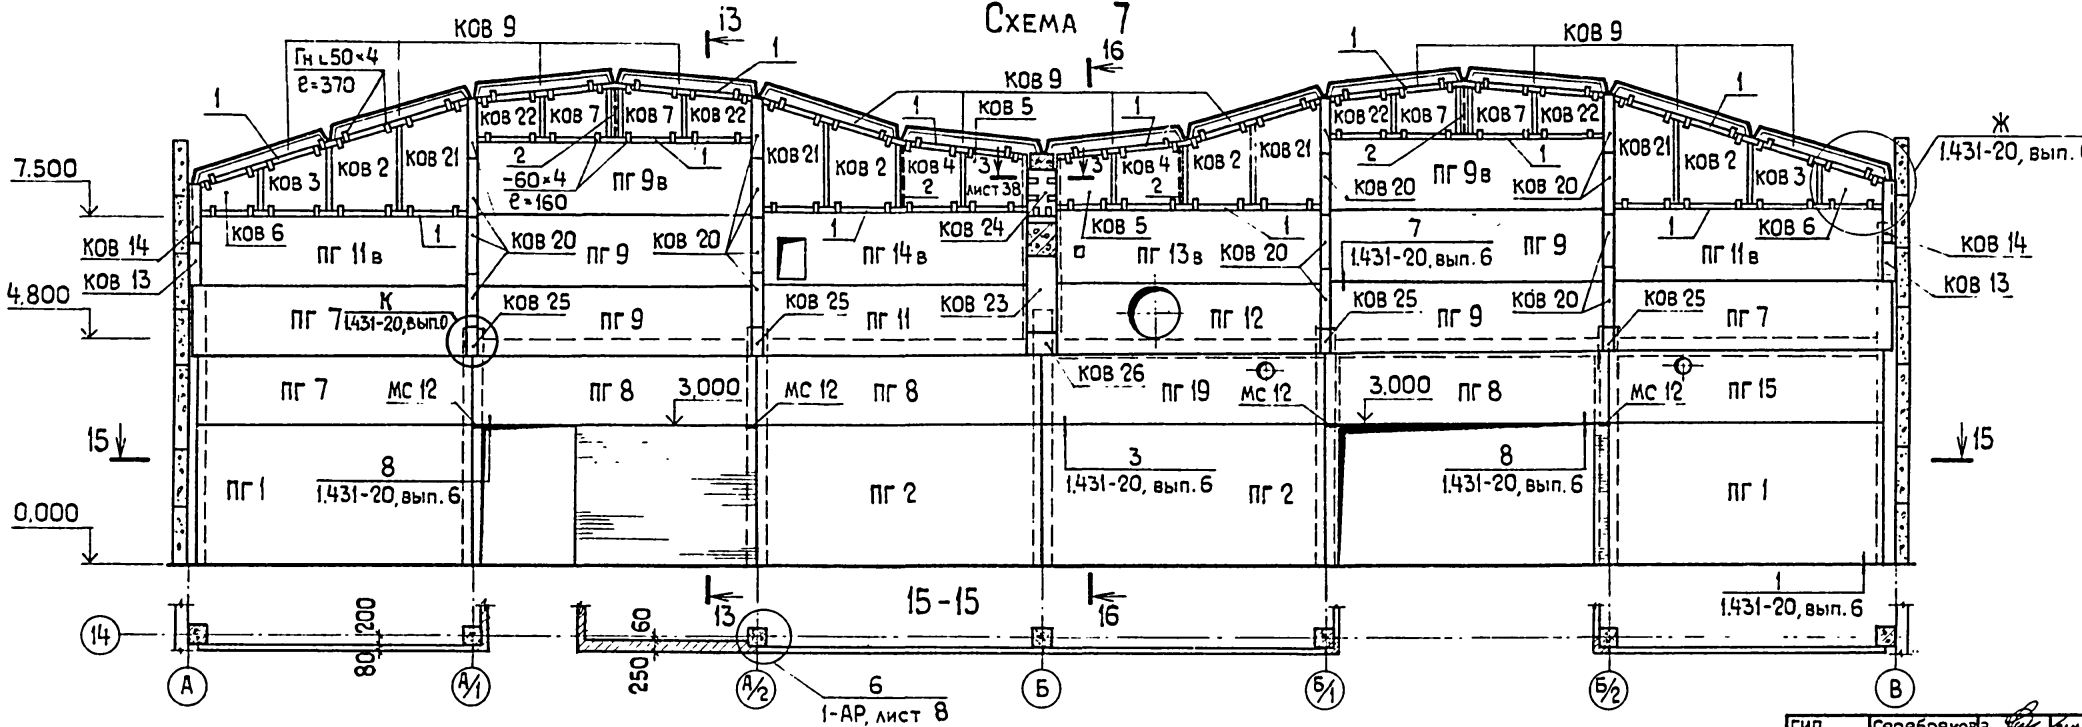 Схема 7
КОВ 9
КОВ 9
КОВ 9
13
16
1
1
1
1
1
1
Гн ∟50×4
ℓ=370
КОВ 5
КОВ 22
КОВ 7
КОВ 7
КОВ 22
КОВ 22
КОВ 7
КОВ 7
КОВ 22
Ж
1.431-20, вып.
7.500
КОВ 3
КОВ 2
КОВ 21
2
-60×4
ℓ=160
1
ПГ 9в
КОВ 21
КОВ 2
КОВ 4
2
3
лист 38
3
КОВ 4
2
КОВ 2
КОВ 21
2
1
КОВ 20
ПГ 9в
КОВ 20
КОВ 21
КОВ 2
КОВ 3
КОВ 6
1
КОВ 20
КОВ 20
1
КОВ 24
КОВ 5
1
7
1.431-20, вып. 6
1
КОВ 6
КОВ 14
КОВ 13
ПГ 11в
ПГ 9
ПГ 14в
ПГ 13в
КОВ 20
ПГ 9
ПГ 11в
КОВ 14
КОВ 13
4,800
ПГ 7
К
1.431-20, вып.0
КОВ 25
ПГ 9
КОВ 25
ПГ 11
КОВ 23
ПГ 12
КОВ 25
ПГ 9
КОВ 20
КОВ 25
ПГ 7
ПГ 7
МС 12
ПГ 8
3,000
МС 12
ПГ 8
КОВ 26
ПГ 19
МС 12
3.000
ПГ 8
МС 12
ПГ 15
15
15
ПГ 1
8
1.431-20, вып. 6
ПГ 2
3
1.431-20, вып. 6
ПГ 2
8
1.431-20, вып. 6
ПГ 1
0,000
1
1.431-20, вып. 6
13
15-15
16
14
200
80
60
250
А
А/1
А/2
Б
Б/1
Б/2
В
6
1-АР, лист 8
ГИП
Серебрякова